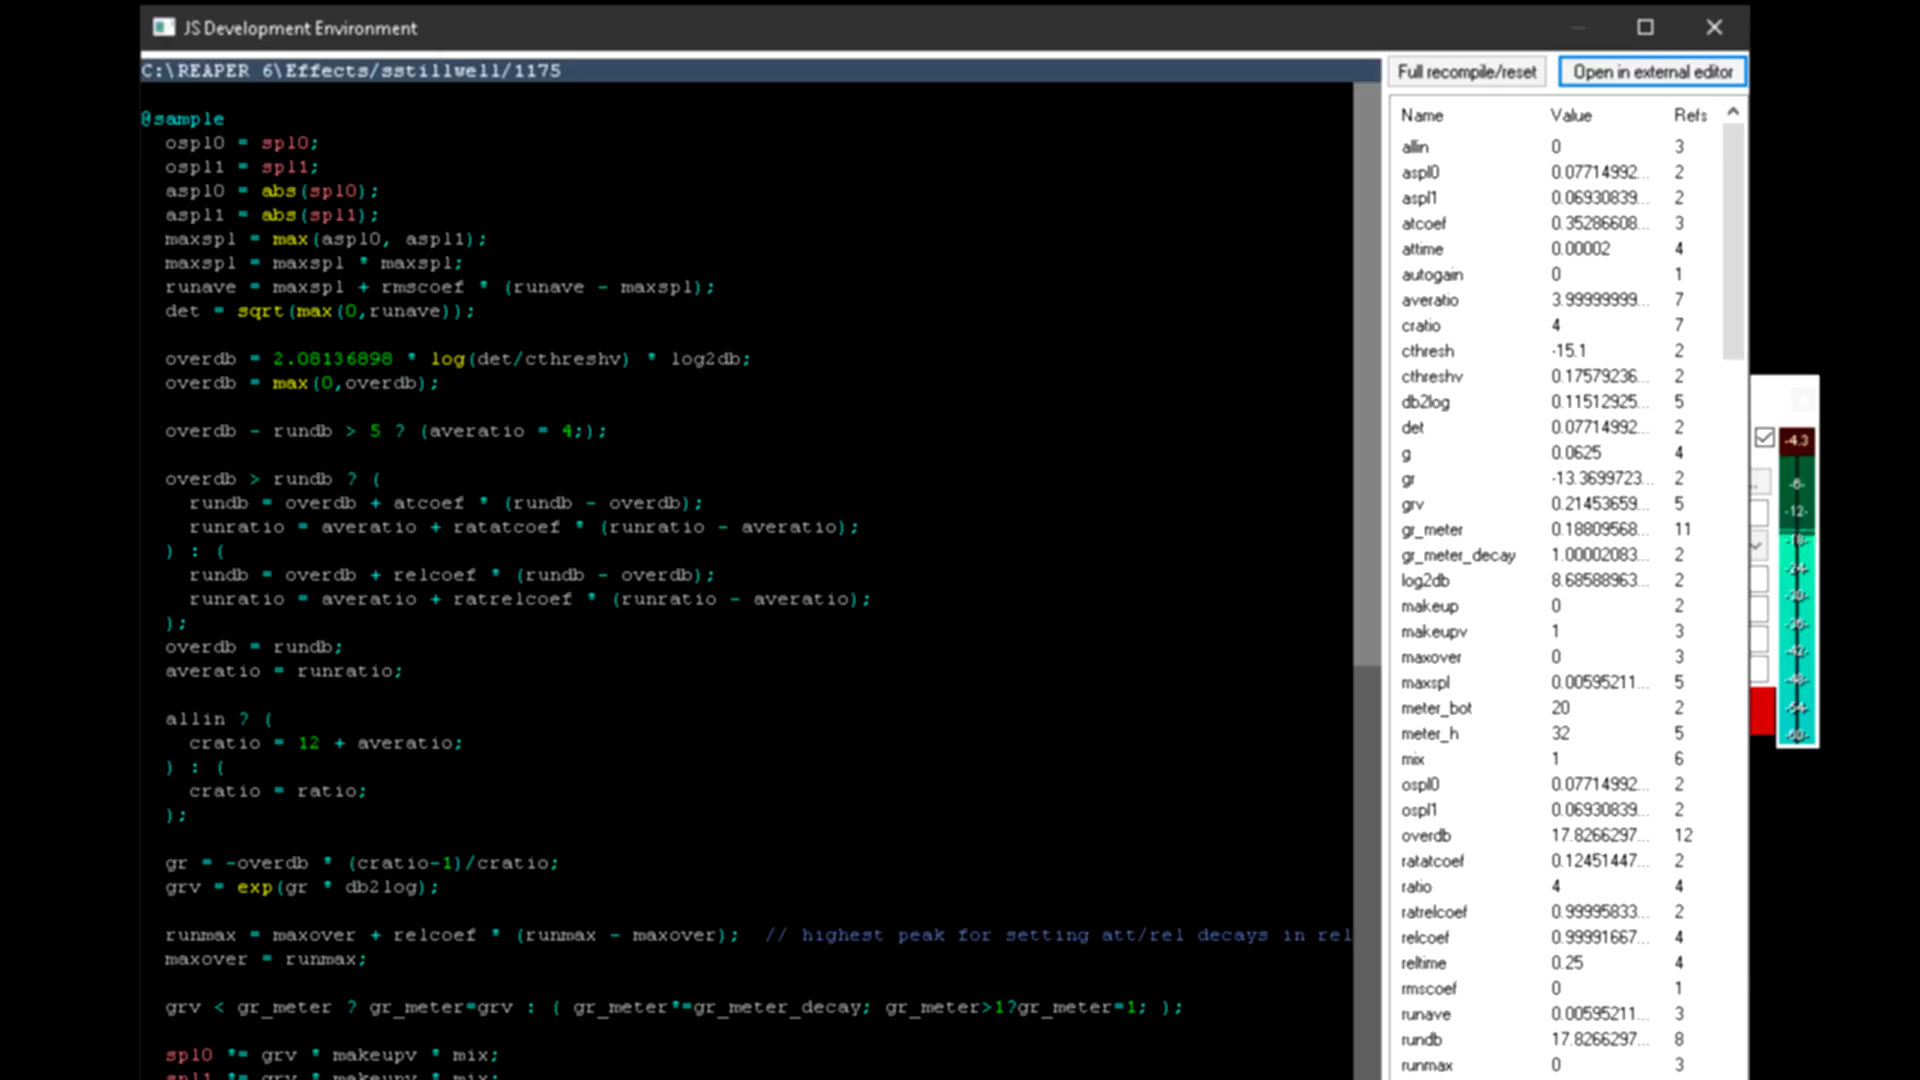 JS Development Environment
C:\REAPER 6\Effects/sstillwell/1175
@sample
ospl0 = spl0;
ospl1 = spl1;
aspl0 = abs(spl0);
aspl1 = abs(spl1);
maxspl = max(aspl0, aspl1);
maxspl = maxspl * maxspl;
runave = maxspl + rmscoef * (runave - maxspl);
det = sqrt(max(0,runave));
overdb = 2.08136898 * log(det/cthreshv) * log2db;
overdb = max(0,overdb);
overdb - rundb > 5 ? (averatio = 4;);
overdb > rundb ? (
rundb = overdb + atcoef * (rundb - overdb);
runratio = averatio + ratatcoef * (runratio - averatio);
) : (
rundb = overdb + relcoef * (rundb - overdb);
runratio = averatio + ratrelcoef * (runratio - averatio);
);
overdb = rundb;
averatio = runratio;
allin ? (
cratio = 12 + averatio;
) : (
cratio = ratio;
);
gr = -overdb * (cratio-1)/cratio;
grv = exp(gr * db2log);
runmax = maxover + relcoef * (runmax - maxover);  // highest peak for setting att/rel decays in rel
maxover = runmax;
grv < gr_meter ? gr_meter=grv : ( gr_meter*=gr_meter_decay; gr_meter>1?gr_meter=1; );
spl0 *= grv * makeupv * mix;
spl1 *= grv * makeupv * mix;
Full recompile/reset Open in external editor
Name Value Refs
allin 0 3
aspl0 0.07714992... 2
aspl1 0.06930839... 2
atcoef 0.35286608... 3
attime 0.00002 4
autogain 0 1
averatio 3.99999999... 7
cratio 4 7
cthresh -15.1 2
cthreshv 0.17579236... 2
db2log 0.11512925... 5
det 0.07714992... 2
g 0.0625 4
gr -13.3699723... 2
grv 0.21453659... 5
gr_meter 0.18809568... 11
gr_meter_decay 1.00002083... 2
log2db 8.68588963... 2
makeup 0 2
makeupv 1 3
maxover 0 3
maxspl 0.00595211... 5
meter_bot 20 2
meter_h 32 5
mix 1 6
ospl0 0.07714992... 2
ospl1 0.06930839... 2
overdb 17.8266297... 12
ratatcoef 0.12451447... 2
ratio 4 4
ratrelcoef 0.99995833... 2
relcoef 0.99991667... 4
reltime 0.25 4
rmscoef 0 1
runave 0.00595211... 3
rundb 17.8266297... 8
runmax 0 3
-4.3
-6-
-12-
-18-
-24-
-30-
-36-
-42-
-48-
-54-
-60-